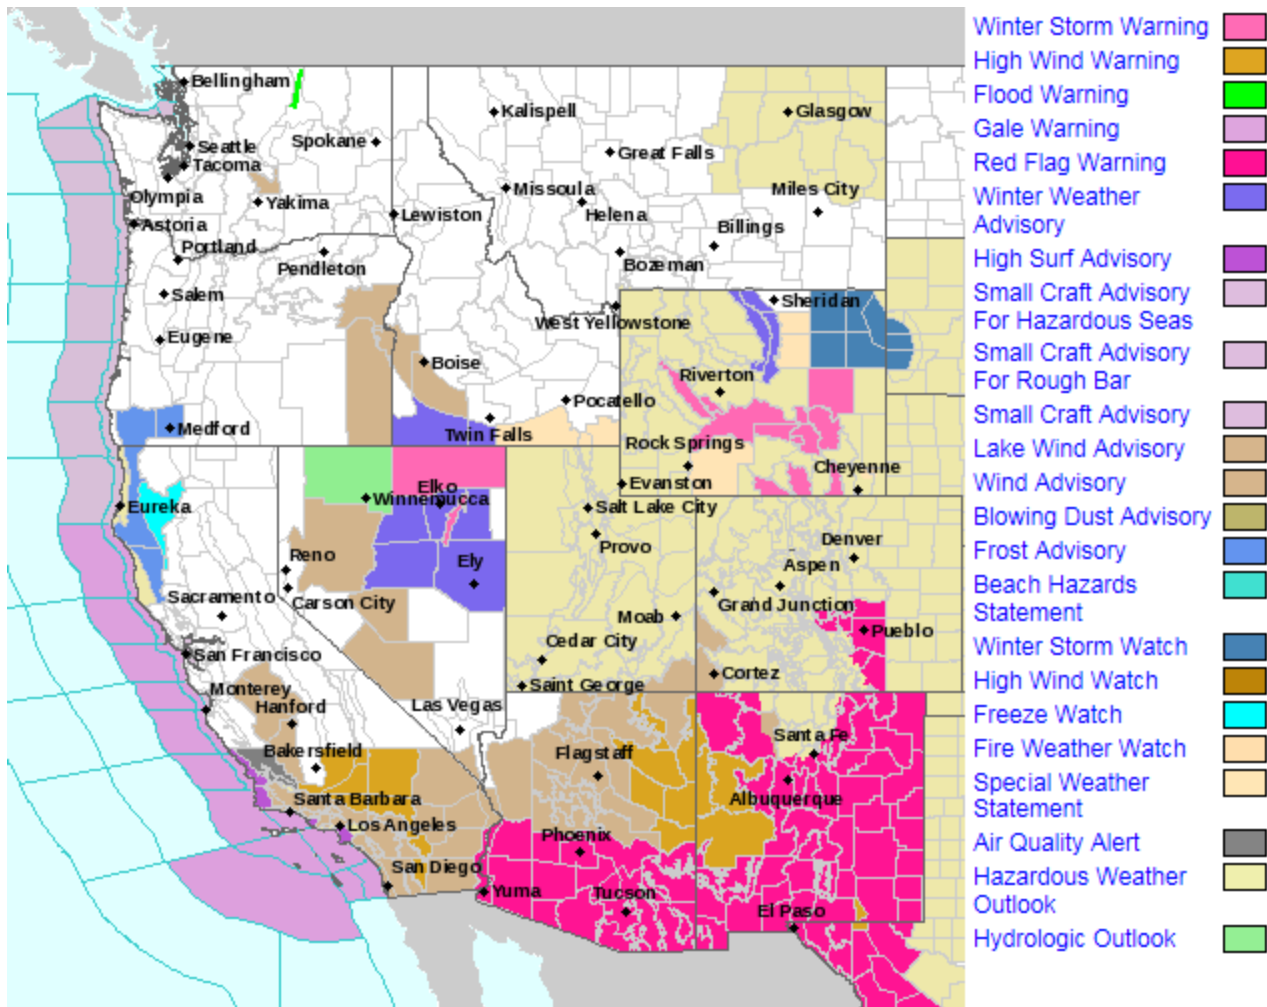 Bellingham
Seattle
Tacoma
Spokane
Olympia
Yakima
Astoria
Portland
Pendleton
Lewiston
Salem
Eugene
Medford
Kalispell
Great Falls
Missoula
Helena
Glasgow
Miles City
Billings
Bozeman
West Yellowstone
Sheridan
Boise
Pocatello
Twin Falls
Riverton
Rock Springs
Evanston
Cheyenne
Eureka
Elko
Winnemucca
Reno
Ely
Carson City
Sacramento
San Francisco
Monterey
Hanford
Las Vegas
Bakersfield
Santa Barbara
Los Angeles
San Diego
Salt Lake City
Provo
Moab
Cedar City
Saint George
Denver
Aspen
Grand Junction
Pueblo
Cortez
Flagstaff
Phoenix
Yuma
Tucson
Santa Fe
Albuquerque
El Paso
Winter Storm Warning
High Wind Warning
Flood Warning
Gale Warning
Red Flag Warning
Winter Weather
Advisory
High Surf Advisory
Small Craft Advisory
For Hazardous Seas
Small Craft Advisory
For Rough Bar
Small Craft Advisory
Lake Wind Advisory
Wind Advisory
Blowing Dust Advisory
Frost Advisory
Beach Hazards
Statement
Winter Storm Watch
High Wind Watch
Freeze Watch
Fire Weather Watch
Special Weather
Statement
Air Quality Alert
Hazardous Weather
Outlook
Hydrologic Outlook